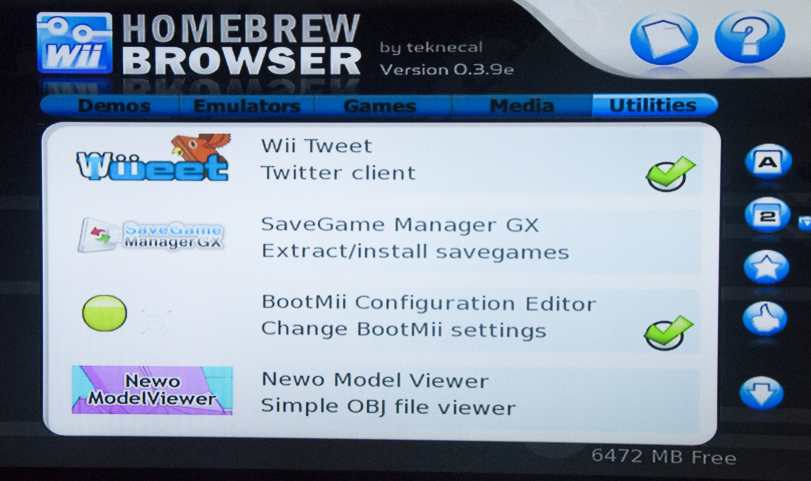 Wii
HOMEBREW
BROWSER
by teknecal
Version 0.3.9e
Demos
Emulators
Games
Media
Utilities
Wiieet
Wii Tweet
Twitter client
SaveGame
Manager GX
SaveGame Manager GX
Extract/install savegames
BootMii Configuration Editor
Change BootMii settings
Newo
ModelViewer
Newo Model Viewer
Simple OBJ file viewer
A
2
?
6472 MB Free